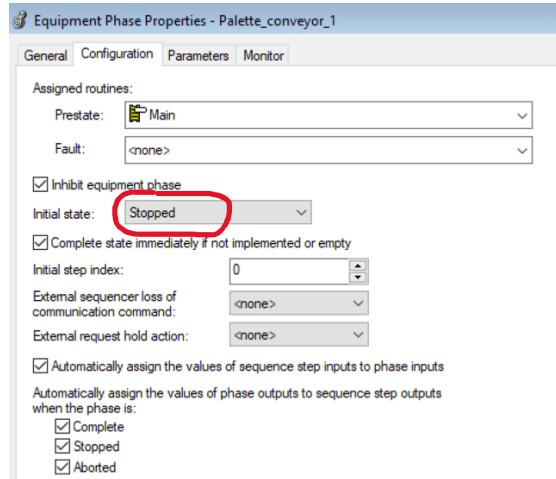 Equipment Phase Properties - Palette_conveyor_1
General Configuration Parameters Monitor
Assigned routines:
Prestate: Main
Fault: <none>
Inhibit equipment phase
Initial state: Stopped
Complete state immediately if not implemented or empty
Initial step index: 0
External sequencer loss of
communication command: <none>
External request hold action: <none>
Automatically assign the values of sequence step inputs to phase inputs
Automatically assign the values of phase outputs to sequence step outputs
when the phase is:
Complete
Stopped
Aborted